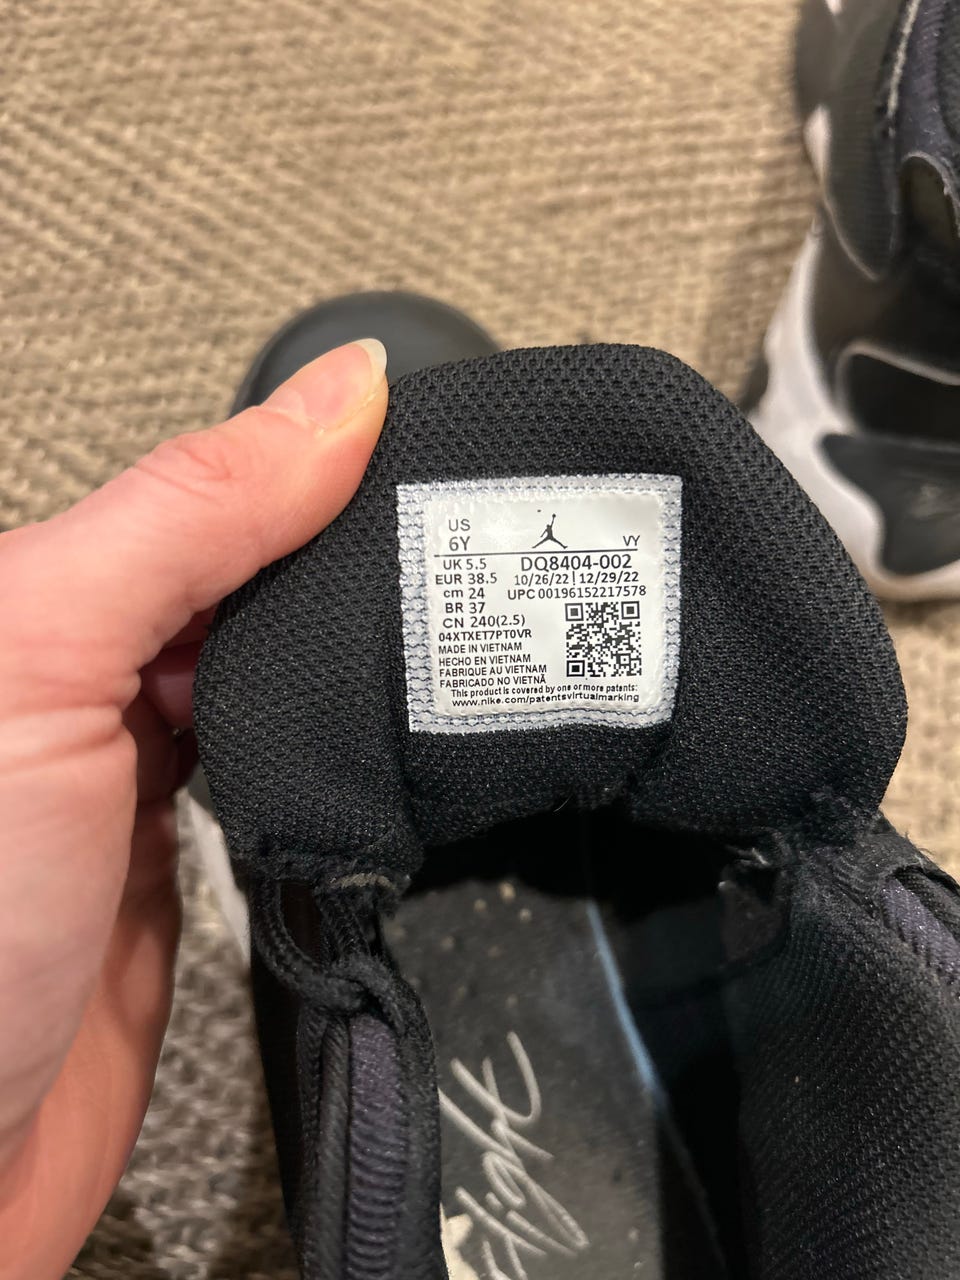 US
6Y
VY
UK 5.5
EUR 38.5
cm 24
BR 37
CN 240(2.5)
DQ8404-002
10/26/22 | 12/29/22
UPC 00196152217578
04XTXET7PT0VR
MADE IN VIETNAM
HECHO EN VIETNAM
FABRIQUE AU VIETNAM
FABRICADO NO VIETNÃ
This product is covered by one or more patents:
www.nike.com/patentsvirtualmarking
Flight